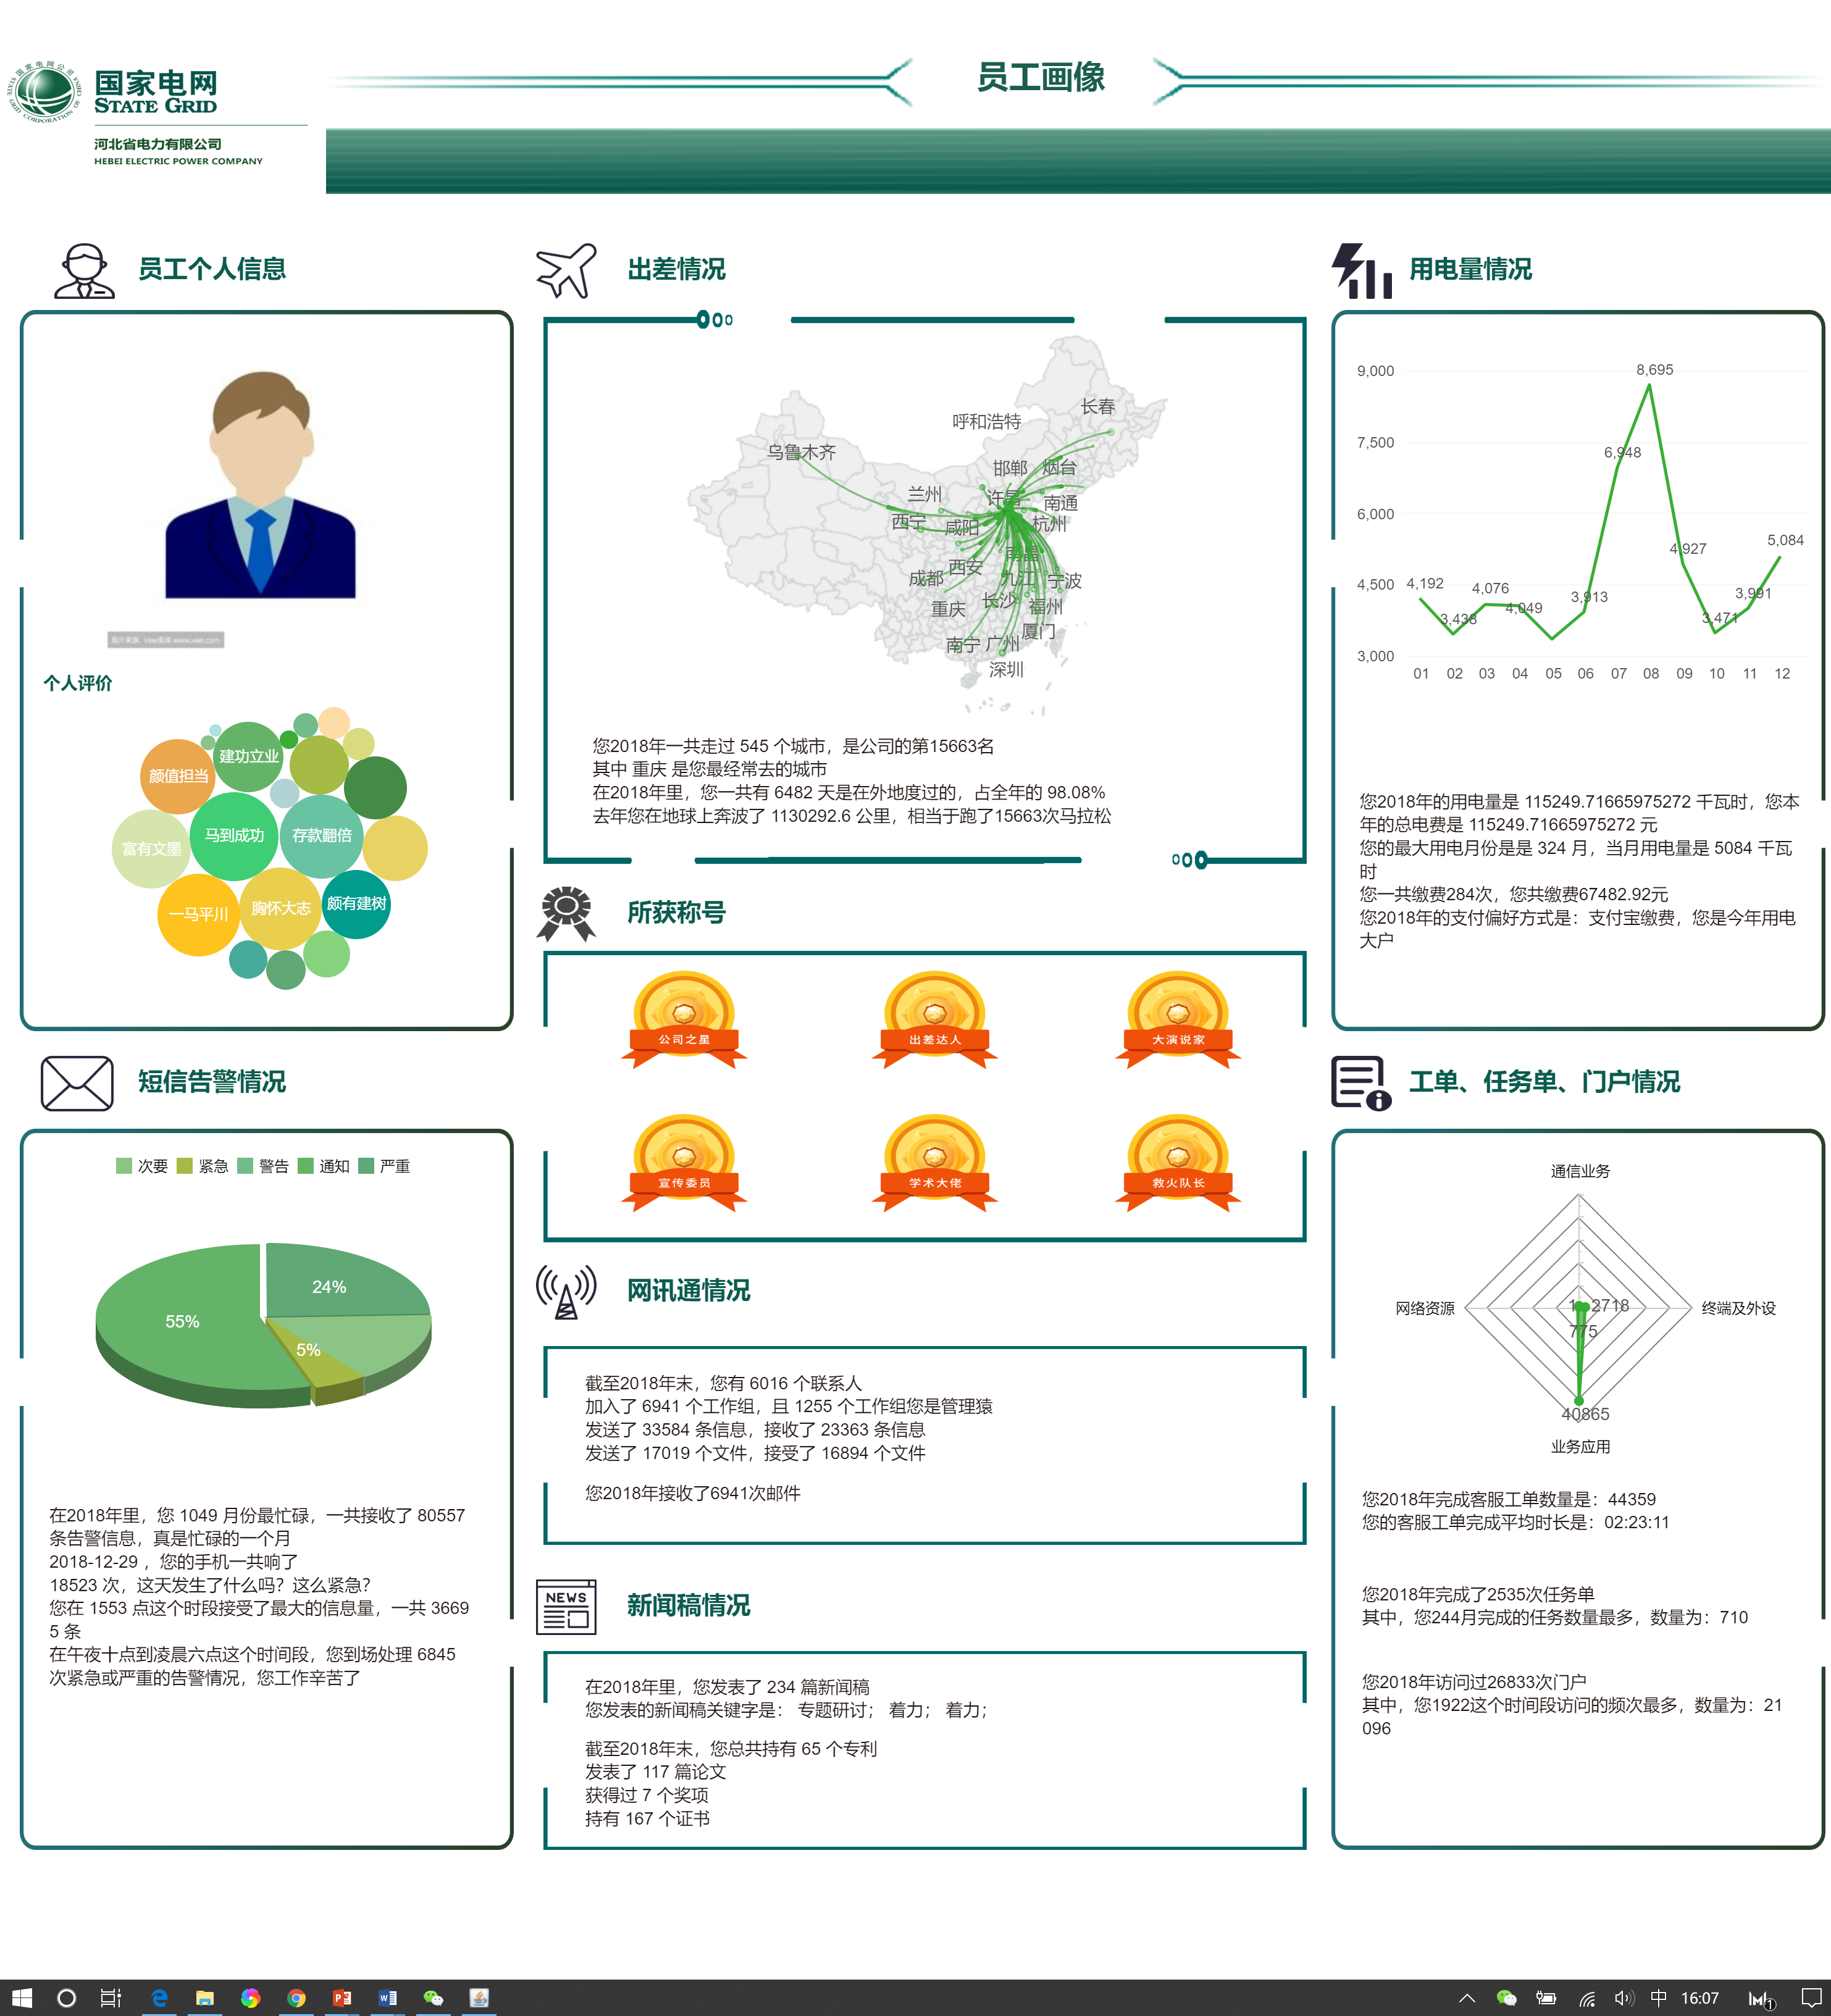 国家电网公司
STATE GRID CORPORATION OF CHINA
国家电网
STATE GRID
河北省电力有限公司
HEBEI ELECTRIC POWER COMPANY
员工画像
员工个人信息
图片来源：Veer图库 www.veer.com
个人评价
建功立业
颜值担当
马到成功
存款翻倍
富有文墨
一马平川
胸怀大志
颇有建树
短信告警情况
次要 紧急 警告 通知 严重
24%
55%
5%
在2018年里，您 1049 月份最忙碌，一共接收了 80557
条告警信息，真是忙碌的一个月
2018-12-29 ，您的手机一共响了
18523 次，这天发生了什么吗？这么紧急？
您在 1553 点这个时段接受了最大的信息量，一共 3669
5 条
在午夜十点到凌晨六点这个时间段，您到场处理 6845
次紧急或严重的告警情况，您工作辛苦了
出差情况
长春
呼和浩特
乌鲁木齐
邯郸 烟台
兰州
许昌 南通
西宁 咸阳 杭州
南昌
西安
成都 九江 宁波
长沙
重庆 福州
厦门
南宁 广州
深圳
您2018年一共走过 545 个城市，是公司的第15663名
其中 重庆 是您最经常去的城市
在2018年里，您一共有 6482 天是在外地度过的，占全年的 98.08%
去年您在地球上奔波了 1130292.6 公里，相当于跑了15663次马拉松
所获称号
公司之星 出差达人 大演说家
宣传委员 学术大佬 救火队长
网讯通情况
截至2018年末，您有 6016 个联系人
加入了 6941 个工作组，且 1255 个工作组您是管理猿
发送了 33584 条信息，接收了 23363 条信息
发送了 17019 个文件，接受了 16894 个文件
您2018年接收了6941次邮件
NEWS
新闻稿情况
在2018年里，您发表了 234 篇新闻稿
您发表的新闻稿关键字是： 专题研讨； 着力； 着力；
截至2018年末，您总共持有 65 个专利
发表了 117 篇论文
获得过 7 个奖项
持有 167 个证书
用电量情况
9,000
7,500
6,000
4,500
3,000
4,192
3,438
4,076
4,049
3,913
6,948
8,695
4,927
3,471
3,991
5,084
01 02 03 04 05 06 07 08 09 10 11 12
您2018年的用电量是 115249.71665975272 千瓦时，您本
年的总电费是 115249.71665975272 元
您的最大用电月份是是 324 月，当月用电量是 5084 千瓦
时
您一共缴费284次，您共缴费67482.92元
您2018年的支付偏好方式是：支付宝缴费，您是今年用电
大户
工单、任务单、门户情况
通信业务
网络资源
终端及外设
2718
775
40865
业务应用
您2018年完成客服工单数量是：44359
您的客服工单完成平均时长是：02:23:11
您2018年完成了2535次任务单
其中，您244月完成的任务数量最多，数量为：710
您2018年访问过26833次门户
其中，您1922这个时间段访问的频次最多，数量为：21
096
中
16:07